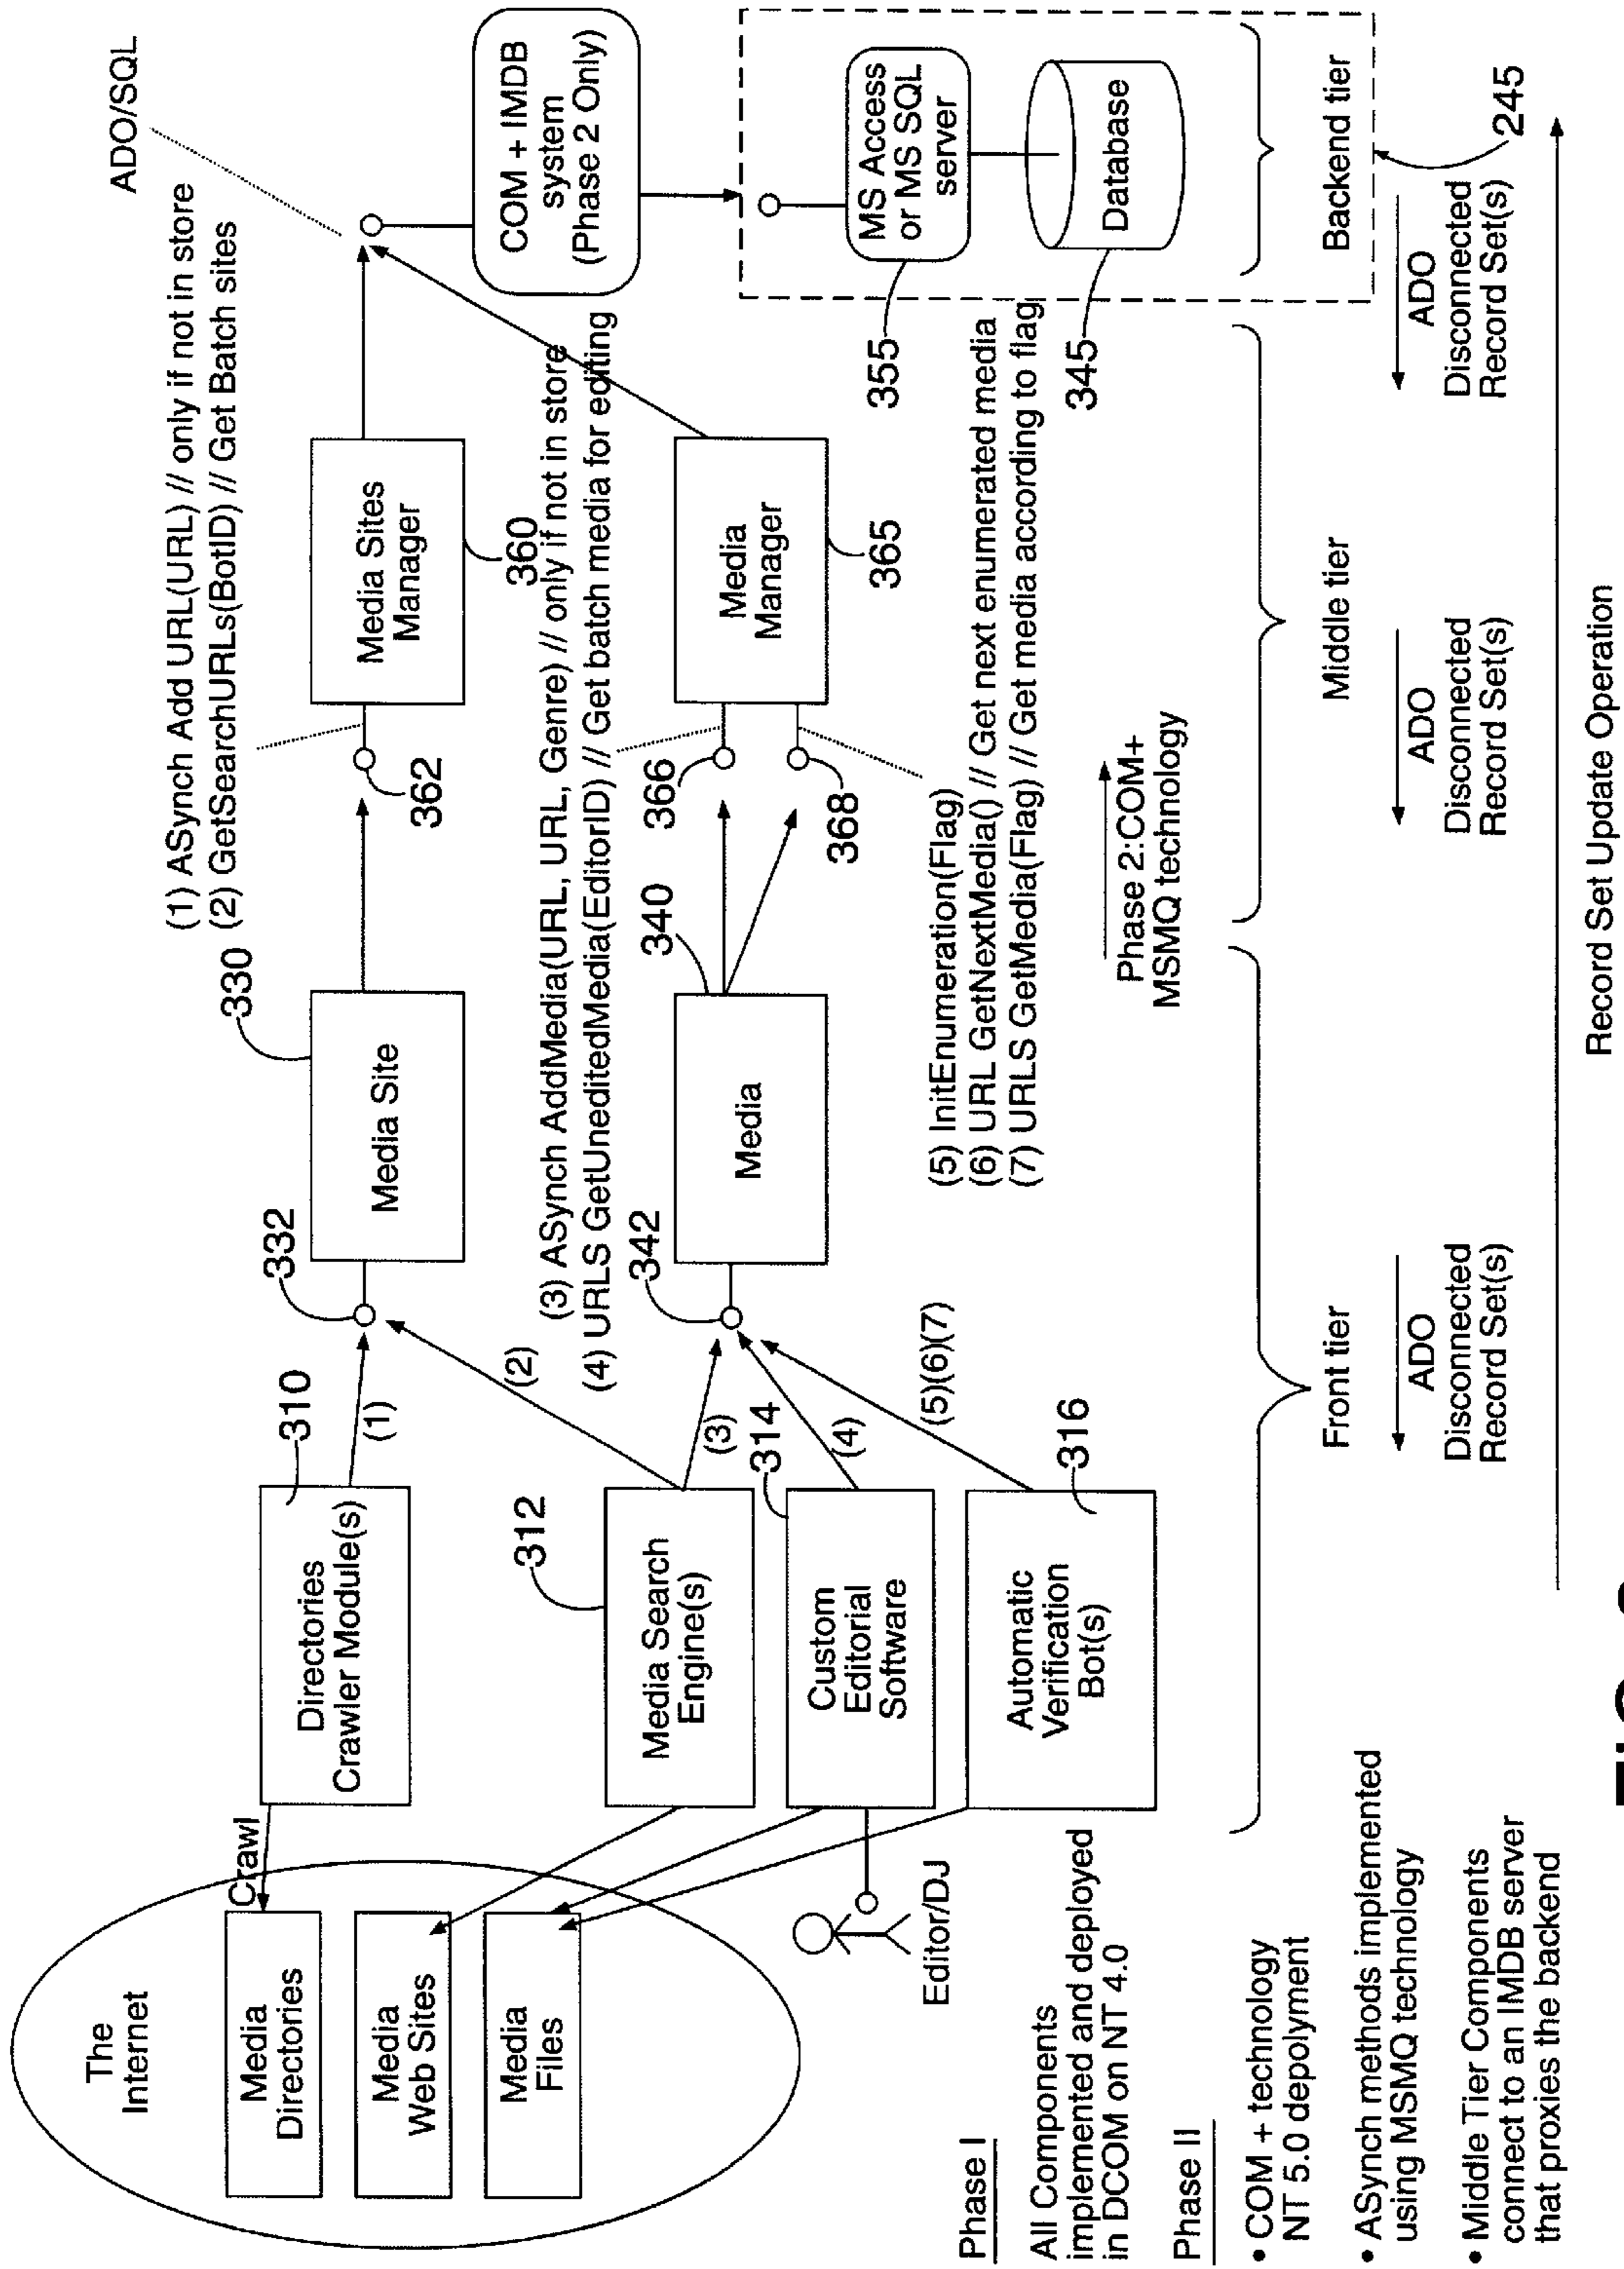 The
Internet
Media
Directories
Media
Web Sites
Media
Files
Crawl
Directories
Crawler Module(s)
310
(1)
332
330
Media Site
(1) ASynch Add URL(URL) // only if not in store
(2) GetSearchURLs(BotID) // Get Batch sites
362
Media Sites
Manager
360
ADO/SQL
COM + IMDB
system
(Phase 2 Only)
312
Media Search
Engine(s)
(2)
(3)
(3) ASynch AddMedia(URL, URL, Genre) // only if not in store
(4) URLS GetUneditedMedia(EditorID) // Get batch media for editing
342
340
Media
366
368
Media
Manager
365
314
Custom
Editorial
Software
(4)
Editor/DJ
316
Automatic
Verification
Bot(s)
(5)(6)(7)
(5) InitEnumeration(Flag)
(6) URL GetNextMedia() // Get next enumerated media
(7) URLS GetMedia(Flag) // Get media according to flag
MS Access
or MS SQL
server
355
Database
345
Phase 2:COM+
MSMQ technology
Front tier
Middle tier
Backend tier
245
ADO
Disconnected
Record Set(s)
ADO
Disconnected
Record Set(s)
ADO
Disconnected
Record Set(s)
Record Set Update Operation
Phase I
All Components
implemented and deployed
in DCOM on NT 4.0
Phase II
• COM + technology
NT 5.0 depolyment
• ASynch methods implemented
using MSMQ technology
• Middle Tier Components
connect to an IMDB server
that proxies the backend